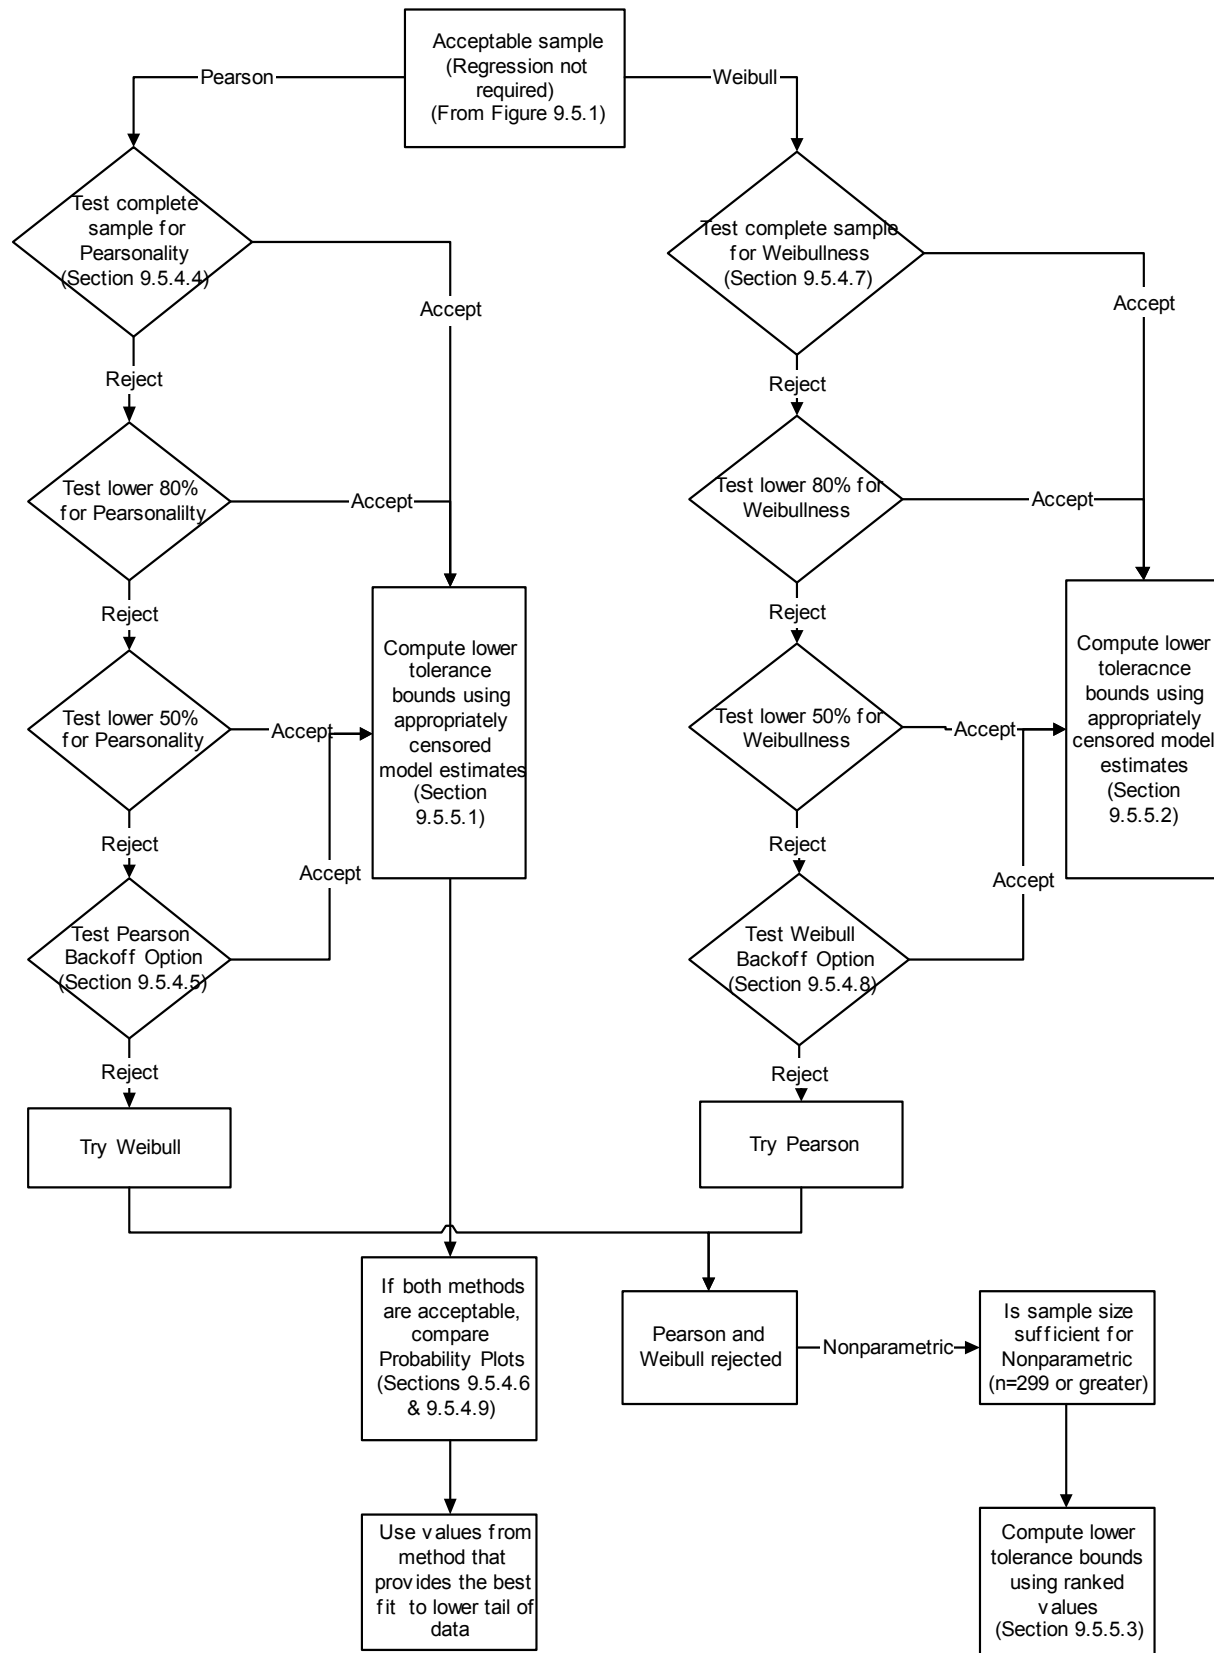 Acceptable sample
(Regression not
required)
(From Figure 9.5.1)
Pearson
Weibull
Test complete
sample for
Pearsonality
(Section 9.5.4.4)
Accept
Reject
Test lower 80%
for Pearsonalilty
Accept
Reject
Test lower 50%
for Pearsonality
Accept
Reject
Test Pearson
Backoff Option
(Section 9.5.4.5)
Accept
Reject
Try Weibull
Compute lower
tolerance
bounds using
appropriately
censored
model estimates
(Section
9.5.5.1)
Test complete sample
for Weibullness
(Section 9.5.4.7)
Accept
Reject
Test lower 80% for
Weibullness
Accept
Reject
Test lower 50% for
Weibullness
Accept
Reject
Test Weibull
Backoff Option
(Section 9.5.4.8)
Accept
Reject
Try Pearson
Compute lower
toleracnce
bounds using
appropriately
censored model
estimates
(Section
9.5.5.2)
If both methods
are acceptable,
compare
Probability Plots
(Sections 9.5.4.6
& 9.5.4.9)
Use values from
method that
provides the best
fit to lower tail of
data
Pearson and
Weibull rejected
Nonparametric
Is sample size
sufficient for
Nonparametric
(n=299 or greater)
Compute lower
tolerance bounds
using ranked
values
(Section 9.5.5.3)